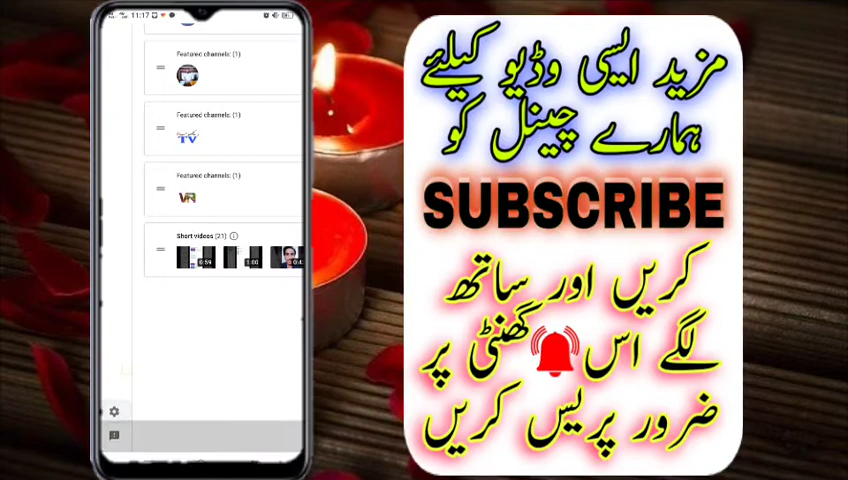 11:17
Featured channels: (1)
Featured channels: (1)
TV
Featured channels: (1)
VR
Short videos (21)
0:59
1:00
مزید ایسی وڈیو کیلئے
ہمارے چینل کو
SUBSCRIBE
کریں اور ساتھ
لگے اس گھنٹی پر
ضرور پریس کریں